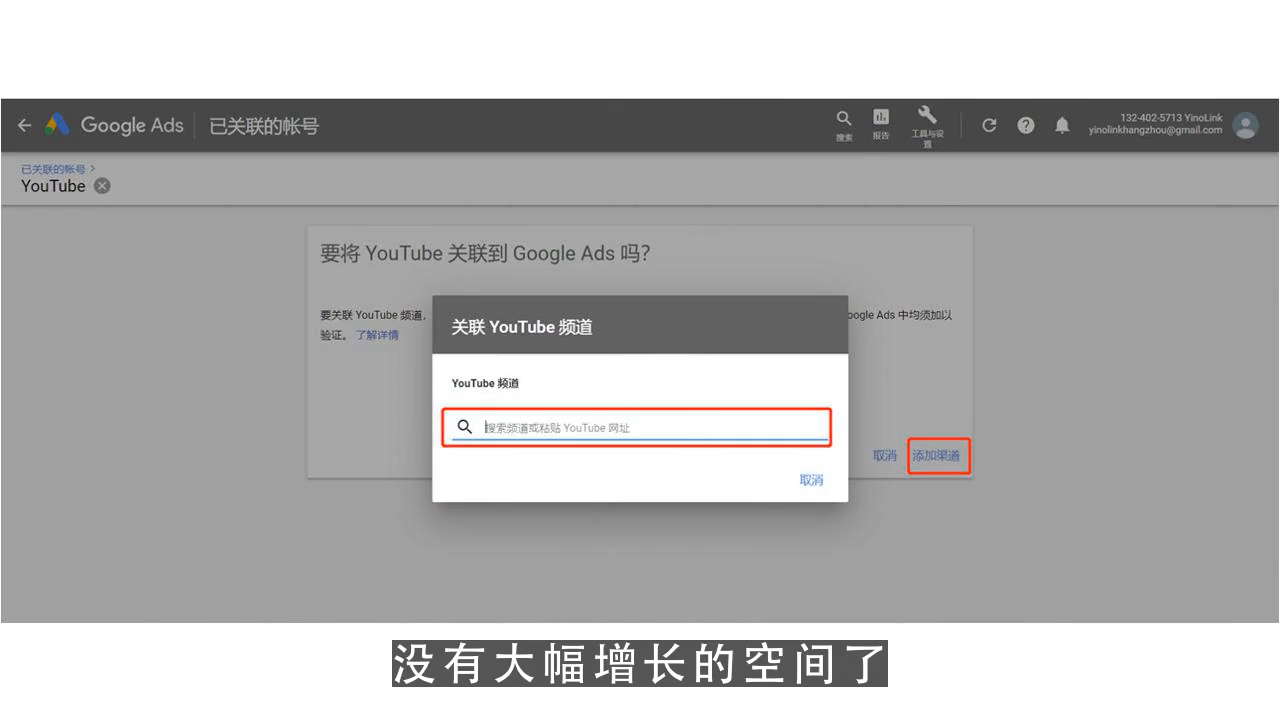 Google Ads
已关联的帐号
搜索
报告
工具与设
置
132-402-5713 YinoLink
yinolinkhangzhou@gmail.com
已关联的帐号 >
YouTube
要将 YouTube 关联到 Google Ads 吗?
要关联 YouTube 频道,
oogle Ads 中均须加以
验证。 了解详情
关联 YouTube 频道
YouTube 频道
搜索频道或粘贴 YouTube 网址
取消
取消
添加渠道
没有大幅增长的空间了